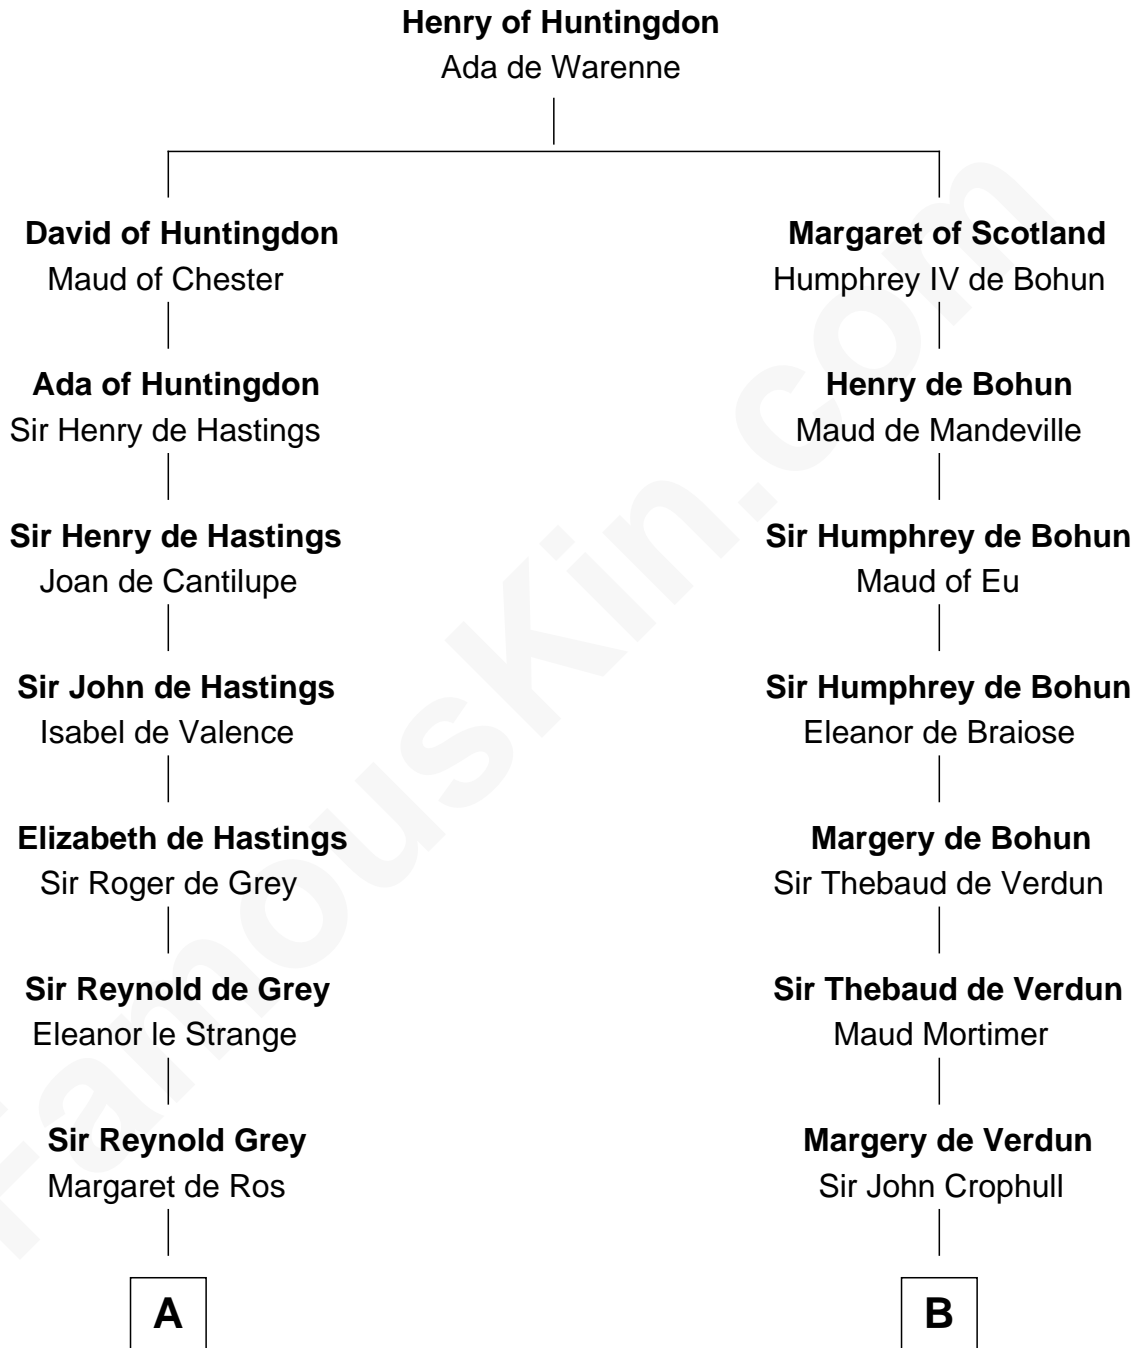 Henry of Huntingdon
Ada de Warenne
David of Huntingdon
Maud of Chester
Margaret of Scotland
Humphrey IV de Bohun
Ada of Huntingdon
Sir Henry de Hastings
Henry de Bohun
Maud de Mandeville
Sir Henry de Hastings
Joan de Cantilupe
Sir Humphrey de Bohun
Maud of Eu
Sir John de Hastings
Isabel de Valence
Sir Humphrey de Bohun
Eleanor de Braiose
Elizabeth de Hastings
Sir Roger de Grey
Margery de Bohun
Sir Thebaud de Verdun
Sir Reynold de Grey
Eleanor le Strange
Sir Thebaud de Verdun
Maud Mortimer
Sir Reynold Grey
Margaret de Ros
Margery de Verdun
Sir John Crophull
A
B
FamousKin.com